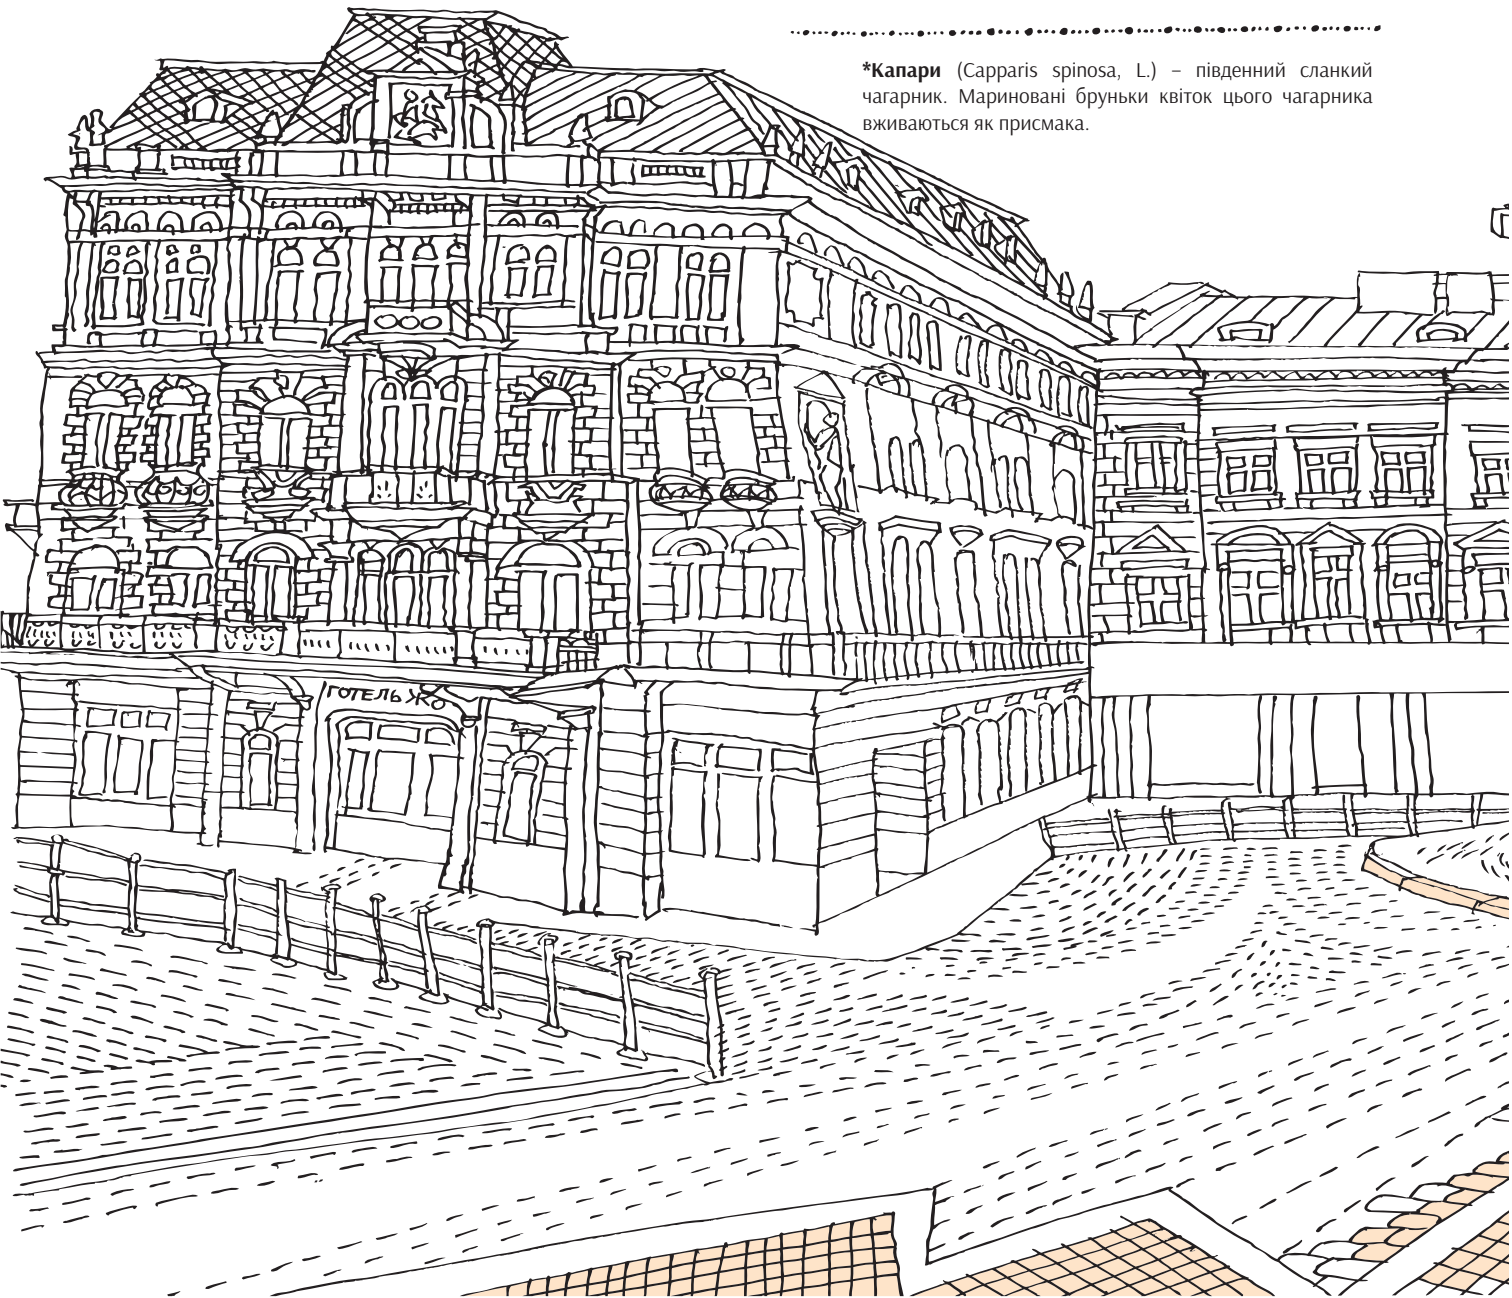 *Капари (Capparis spinosa, L.) – південний сланкий
чагарник. Мариновані бруньки квіток цього чагарника
вживаються як присмака.
ГОТЕЛЬ ЖО